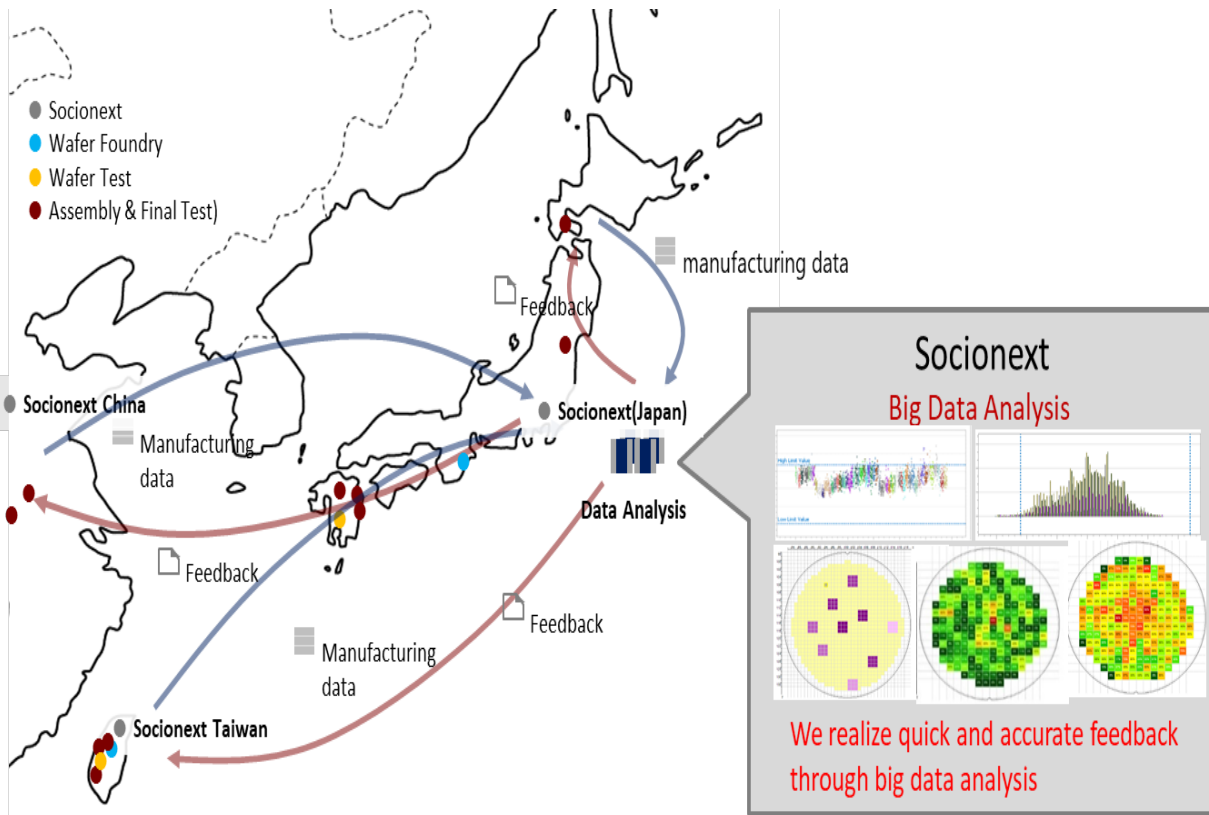 Socionext
Wafer Foundry
Wafer Test
Assembly & Final Test)
manufacturing data
Feedback
Socionext China
Manufacturing
data
Socionext(Japan)
Data Analysis
Feedback
Feedback
Manufacturing
data
Socionext Taiwan
Socionext
Big Data Analysis
High Limit Value
Low Limit Value
We realize quick and accurate feedback
through big data analysis